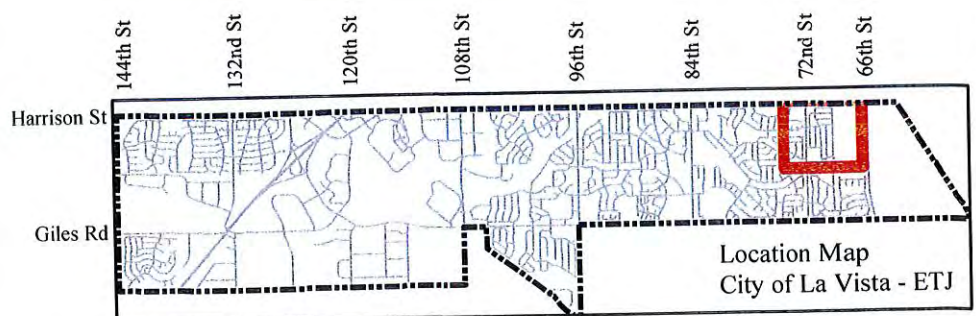 144th St
132nd St
120th St
108th St
96th St
84th St
72nd St
66th St
Harrison St
Giles Rd
Location Map
City of La Vista - ETJ